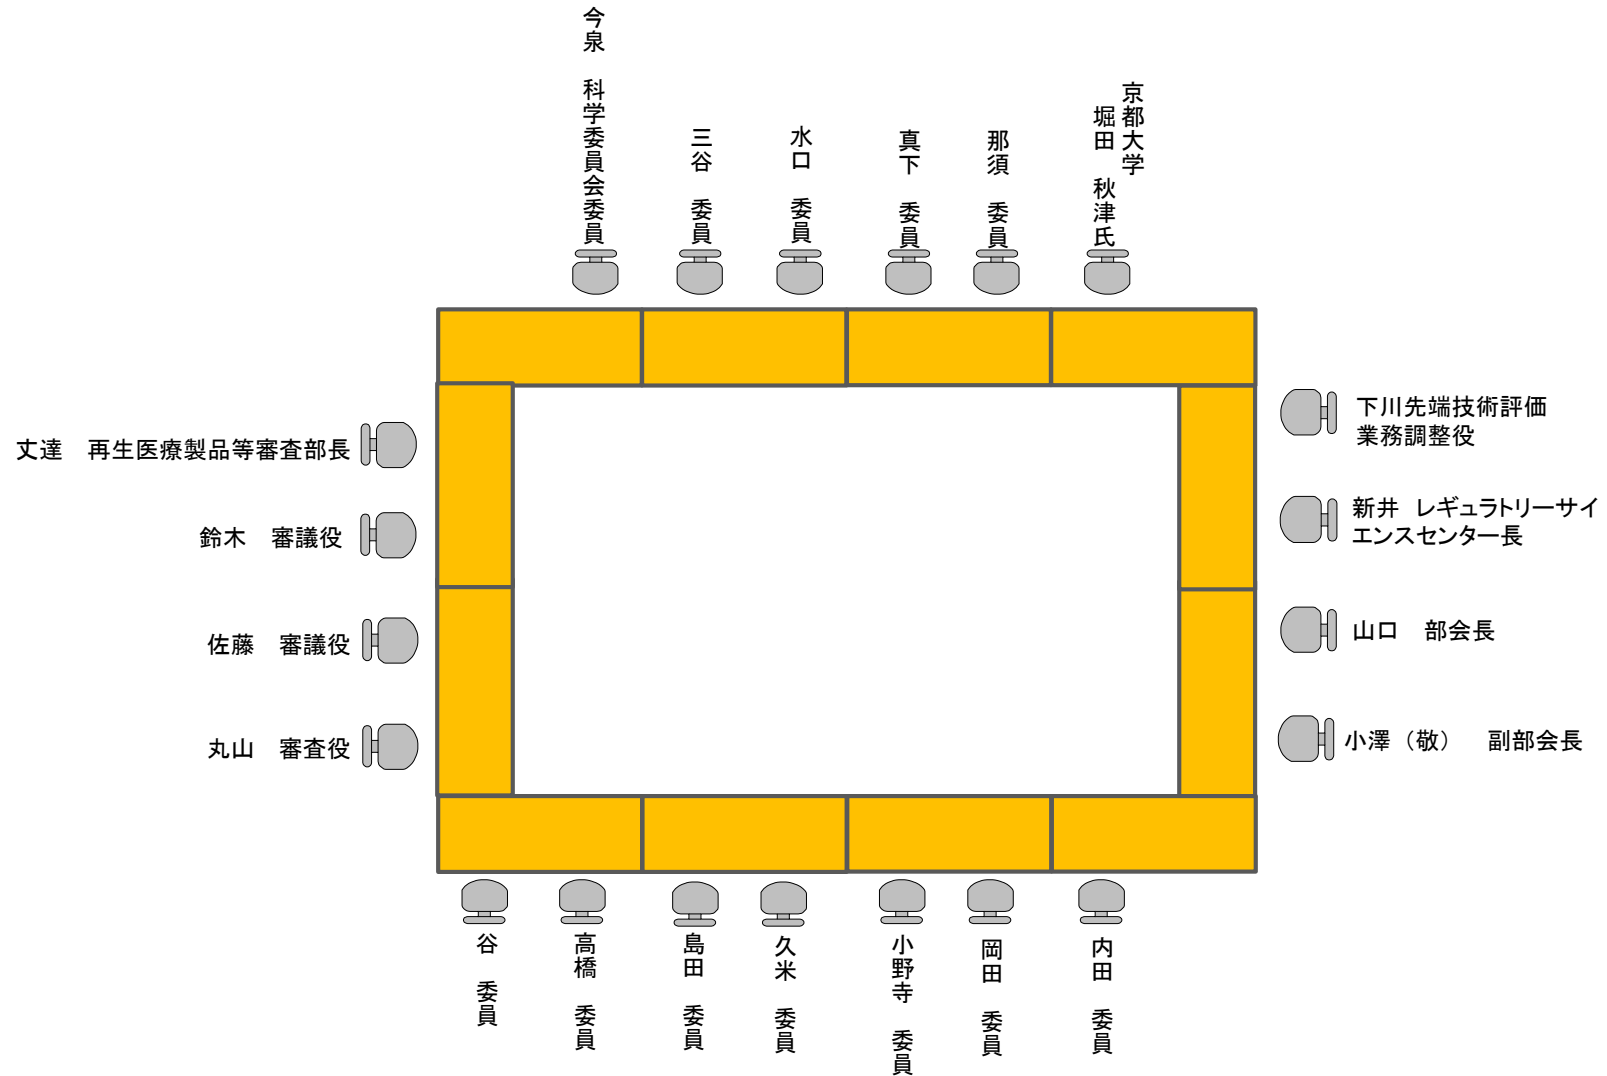 今泉　科学委員会委員
三谷　委員
水口　委員
真下　委員
那須　委員
京都大学
堀田　秋津氏
丈達　再生医療製品等審査部長
鈴木　審議役
佐藤　審議役
丸山　審査役
下川先端技術評価
業務調整役
新井　レギュラトリーサイ
エンスセンター長
山口　部会長
小澤（敬）　副部会長
谷　委員
高橋　委員
島田　委員
久米　委員
小野寺　委員
岡田　委員
内田　委員